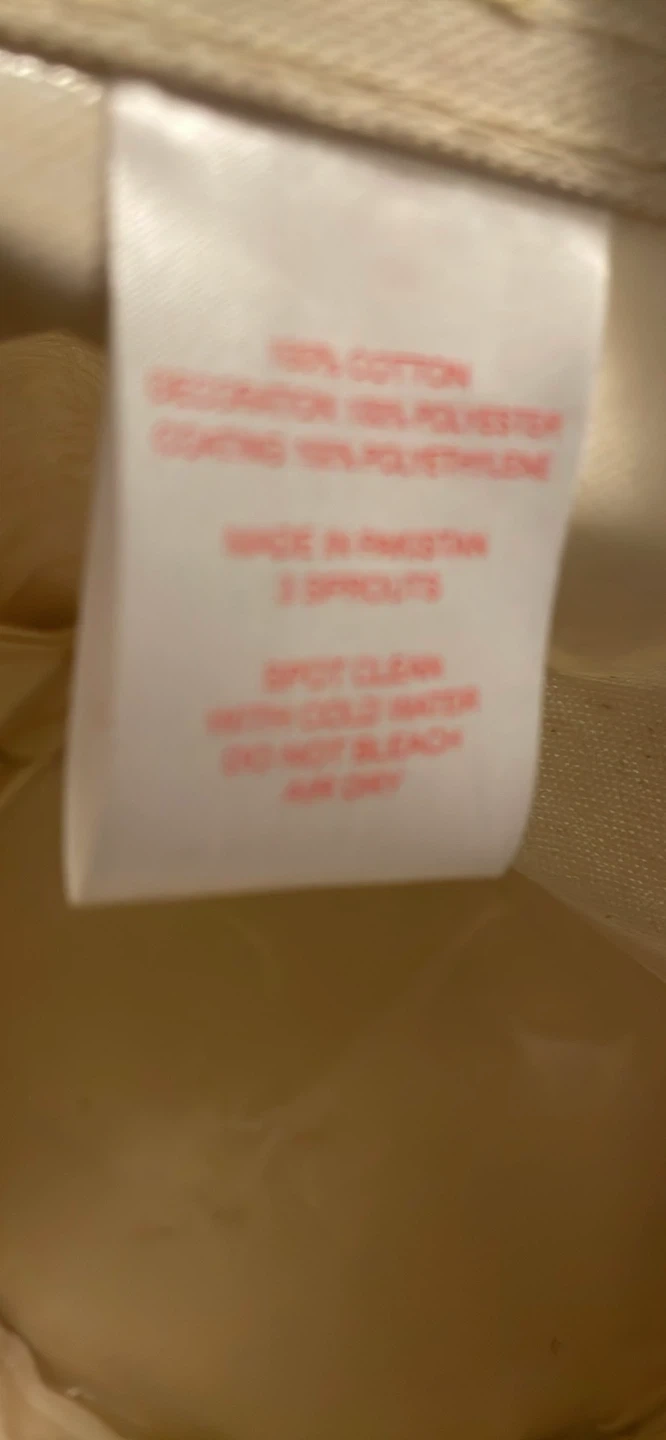 100% COTTON
DECORATION: 100% POLYESTER
COATING 100% POLYETHYLENE
MADE IN PAKISTAN
3 SPROUTS
SPOT CLEAN
WITH COLD WATER
DO NOT BLEACH
AIR DRY